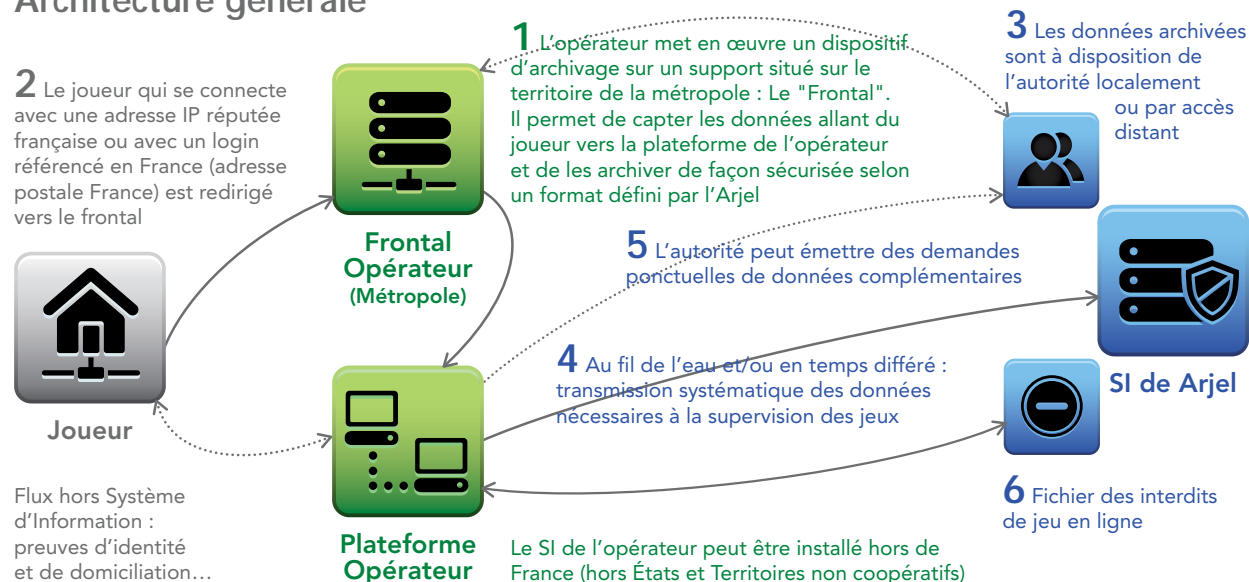 Architecture générale
1 L'opérateur met en œuvre un dispositif
d'archivage sur un support situé sur le
territoire de la métropole : Le "Frontal".
Il permet de capter les données allant du
joueur vers la plateforme de l'opérateur
et de les archiver de façon sécurisée selon
un format défini par l'Arjel
2 Le joueur qui se connecte
avec une adresse IP réputée
française ou avec un login
référencé en France (adresse
postale France) est redirigé
vers le frontal
3 Les données archivées
sont à disposition de
l'autorité localement
ou par accès
distant
Frontal
Opérateur
(Métropole)
5 L'autorité peut émettre des demandes
ponctuelles de données complémentaires
4 Au fil de l'eau et/ou en temps différé :
transmission systématique des données
nécessaires à la supervision des jeux
SI de Arjel
Joueur
6 Fichier des interdits
de jeu en ligne
Flux hors Système
d'Information :
preuves d'identité
et de domiciliation…
Plateforme
Opérateur
Le SI de l'opérateur peut être installé hors de
France (hors États et Territoires non coopératifs)